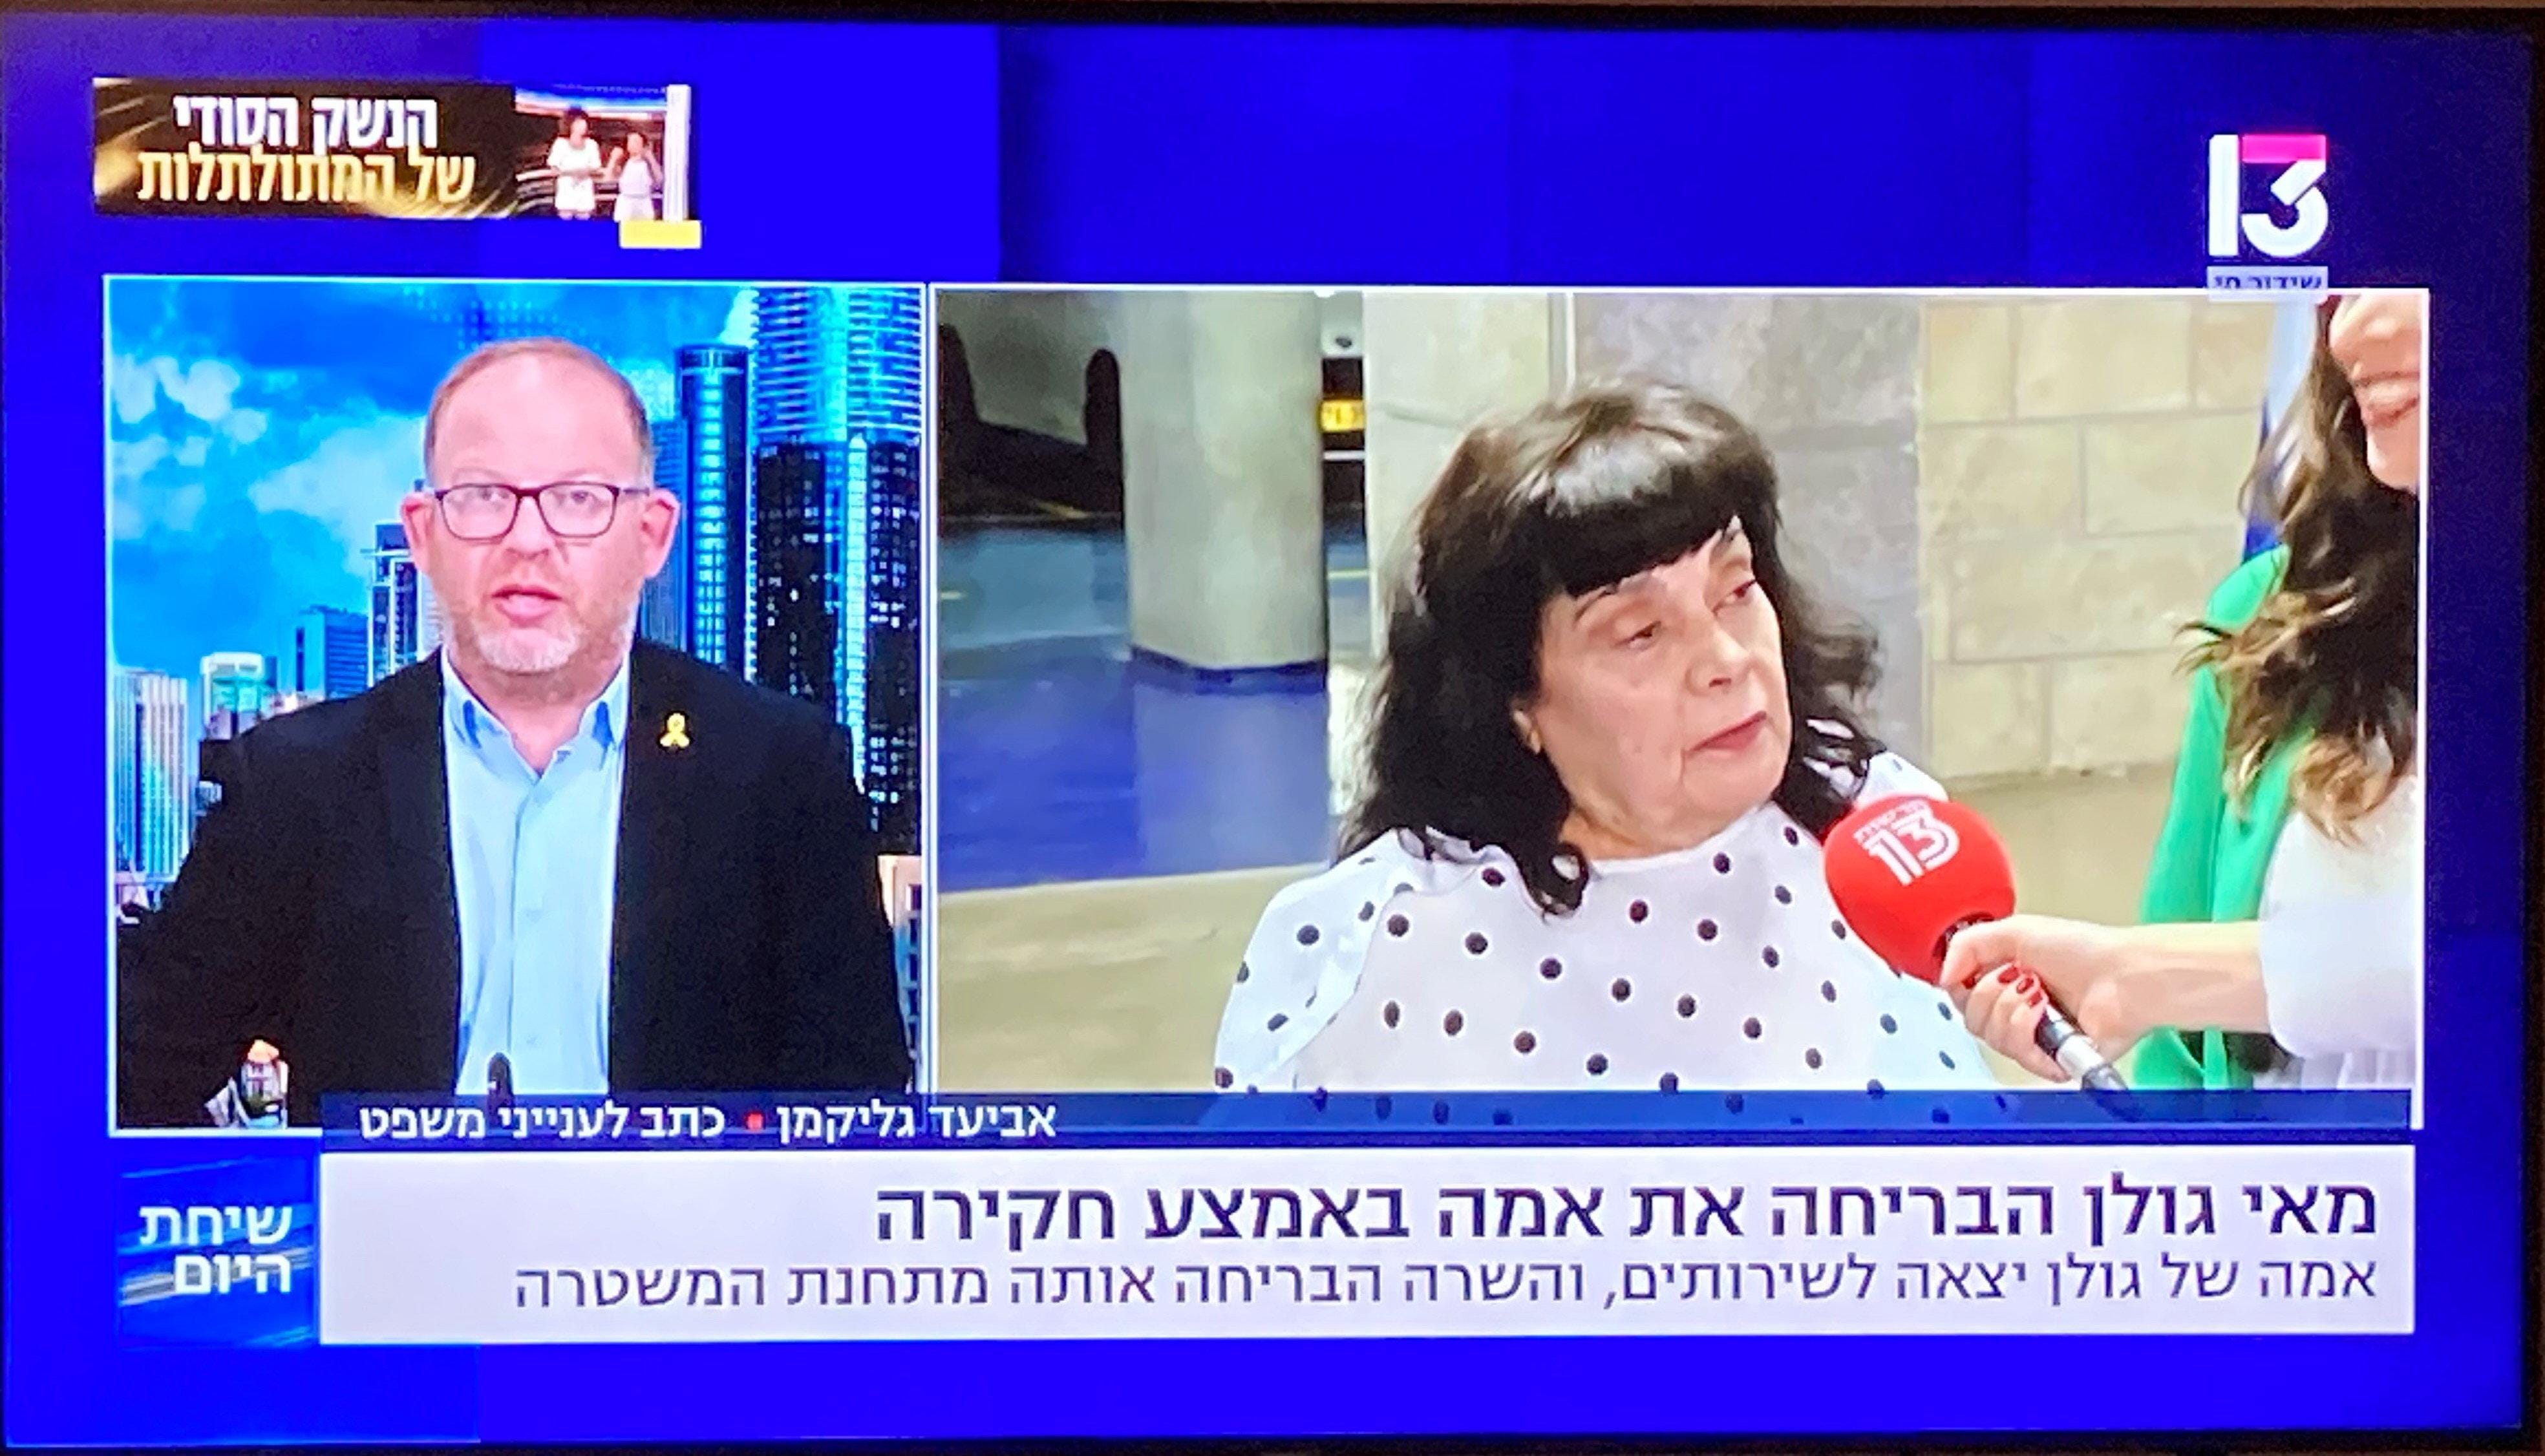 הנשק הסודי
של המתולתלות
13
שידור חי
13
אביעד גליקמן • כתב לענייני משפט
מאי גולן הבריחה את אמה באמצע חקירה
אמה של גולן יצאה לשירותים, והשרה הבריחה אותה מתחנת המשטרה
שיחת
היום